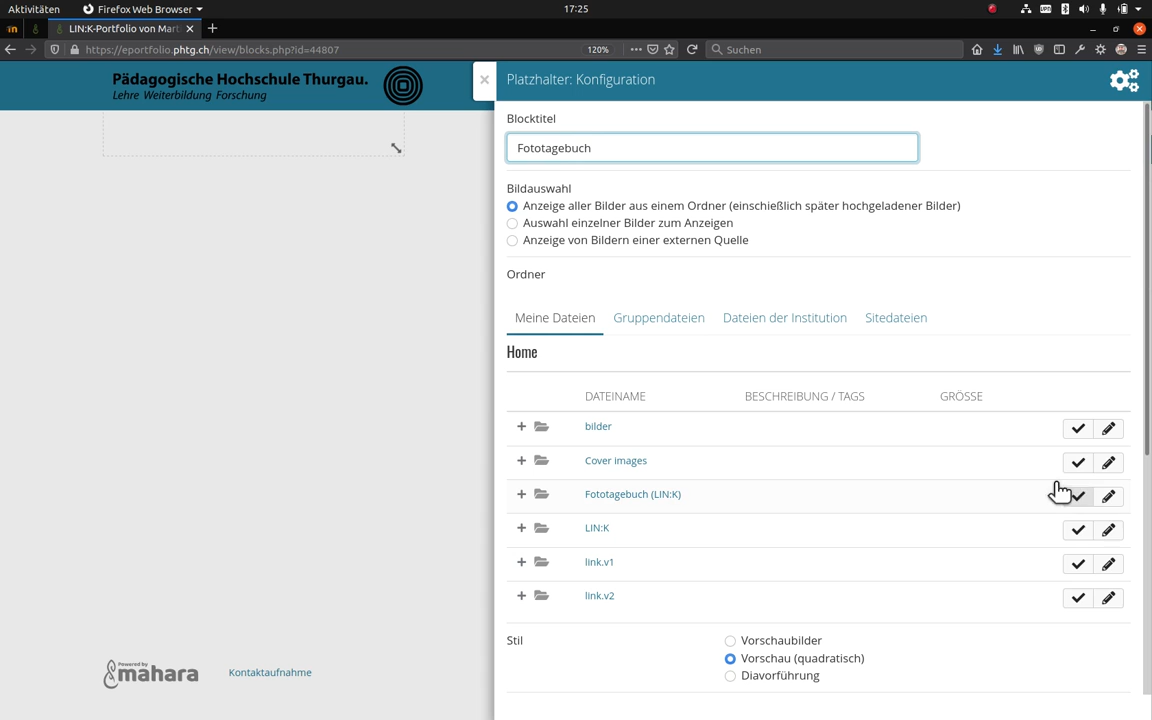 Aktivitäten
Firefox Web Browser
17:25
LIN:K-Portfolio von Mart
https://eportfolio.phtg.ch/view/blocks.php?id=44807
120%
Suchen
Pädagogische Hochschule Thurgau.
Lehre Weiterbildung Forschung
Platzhalter: Konfiguration
Blocktitel
Fototagebuch
Bildauswahl
Anzeige aller Bilder aus einem Ordner (einschießlich später hochgeladener Bilder)
Auswahl einzelner Bilder zum Anzeigen
Anzeige von Bildern einer externen Quelle
Ordner
Meine Dateien Gruppendateien Dateien der Institution Sitedateien
Home
DATEINAME BESCHREIBUNG / TAGS GRÖSSE
bilder
Cover images
Fototagebuch (LIN:K)
LIN:K
link.v1
link.v2
Stil
Vorschaubilder
Vorschau (quadratisch)
Diavorführung
Powered by
mahara
Kontaktaufnahme